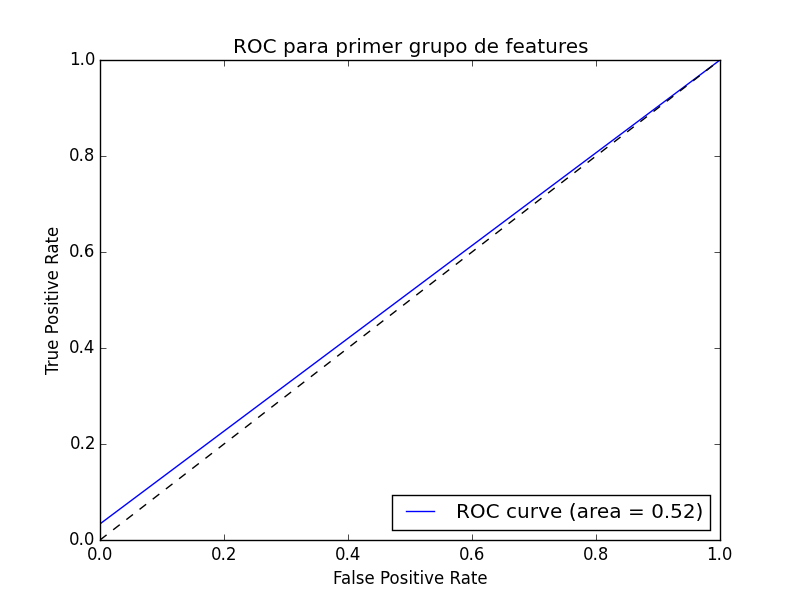 ROC para primer grupo de features
1.0
0.8
0.6
0.4
0.2
0.0
True Positive Rate
ROC curve (area = 0.52)
0.0 0.2 0.4 0.6 0.8 1.0
False Positive Rate